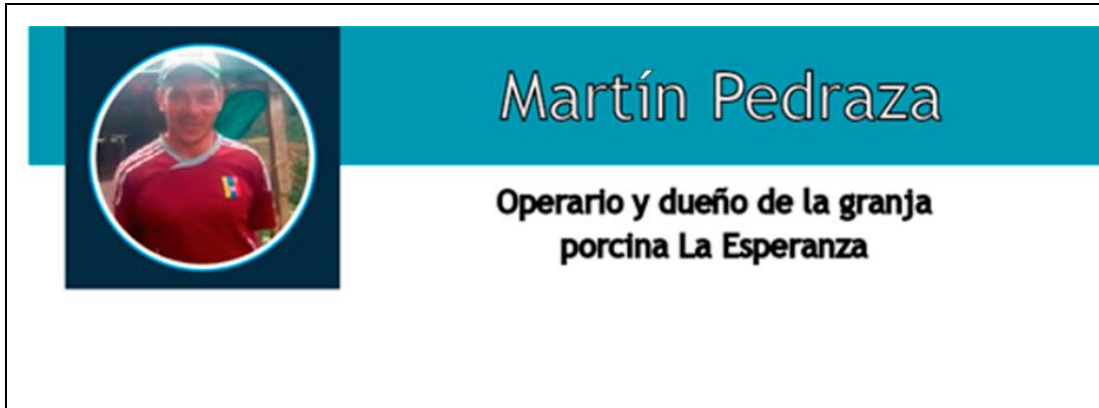 Martín Pedraza
Operario y dueño de la granja
porcina La Esperanza